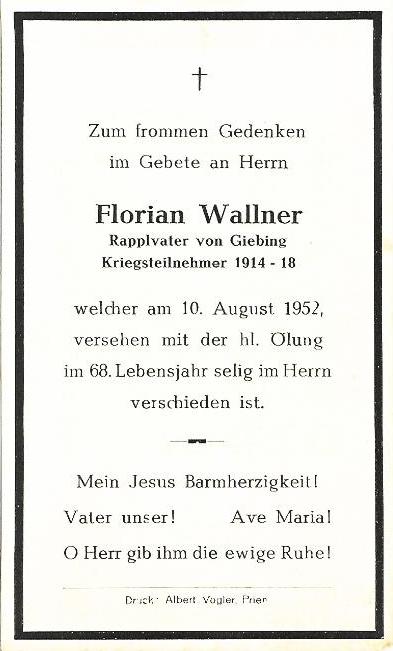 Zum frommen Gedenken
im Gebete an Herrn
Florian Wallner
Rapplvater von Giebing
Kriegsteilnehmer 1914 - 18
welcher am 10. August 1952,
versehen mit der hl. Ölung
im 68. Lebensjahr selig im Herrn
verschieden ist.
Mein Jesus Barmherzigkeit!
Vater unser! Ave Maria!
O Herr gib ihm die ewige Ruhe!
Druck: Albert Vogler, Prien